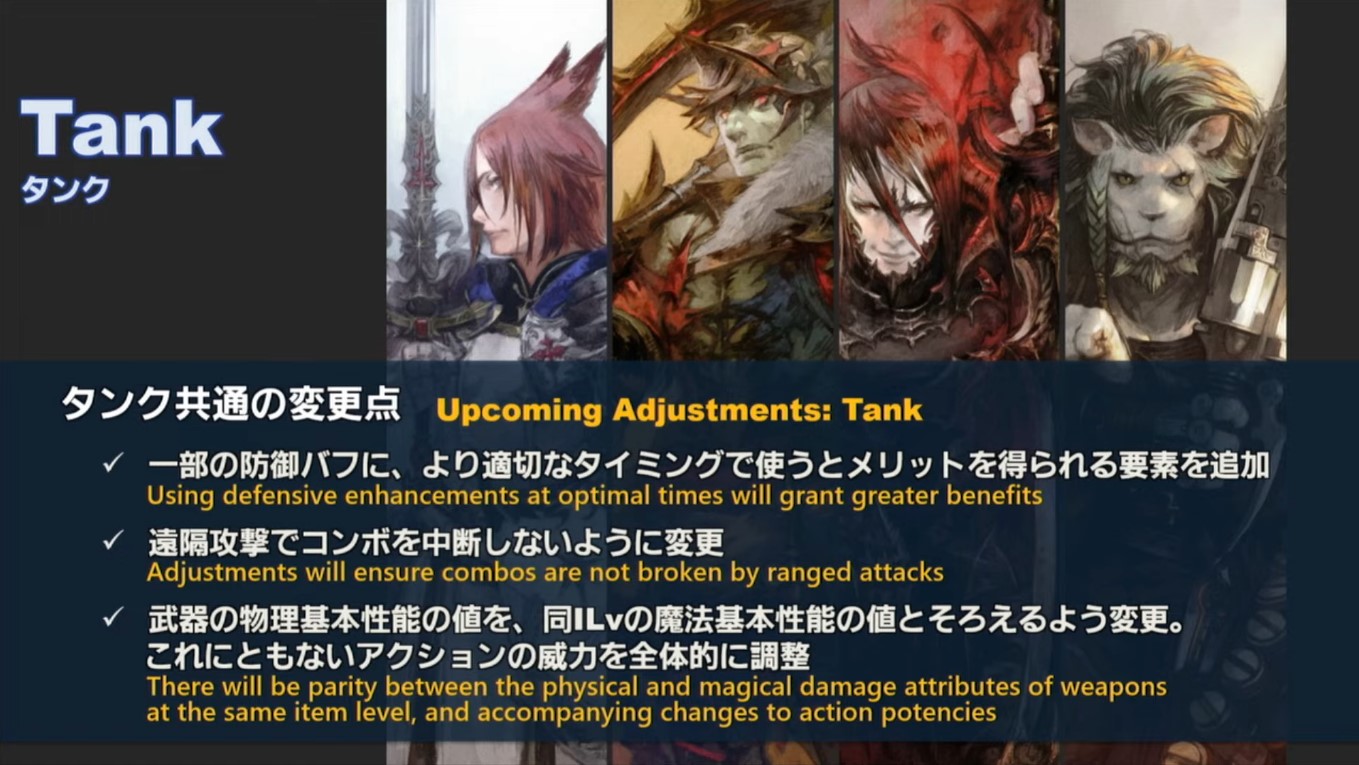 Tank
タンク
タンク共通の変更点 Upcoming Adjustments: Tank
✓ 一部の防御バフに、より適切なタイミングで使うとメリットを得られる要素を追加
Using defensive enhancements at optimal times will grant greater benefits
✓ 遠隔攻撃でコンボを中断しないように変更
Adjustments will ensure combos are not broken by ranged attacks
✓ 武器の物理基本性能の値を、同ILvの魔法基本性能の値とそろえるよう変更。
これにともないアクションの威力を全体的に調整
There will be parity between the physical and magical damage attributes of weapons
at the same item level, and accompanying changes to action potencies